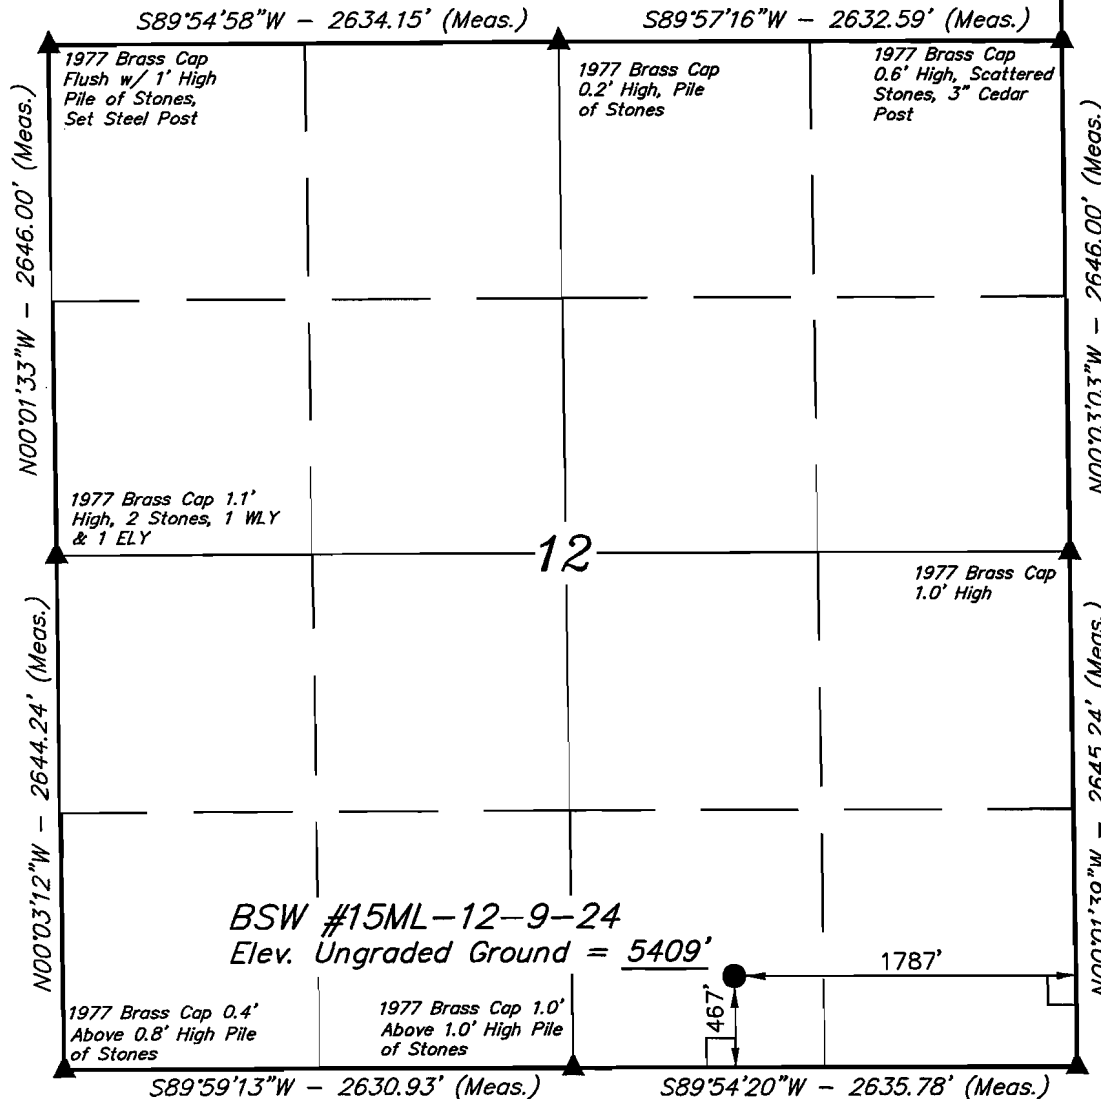 S89°54'58"W - 2634.15' (Meas.)
S89°57'16"W - 2632.59' (Meas.)
1977 Brass Cap
Flush w/ 1' High
Pile of Stones,
Set Steel Post
1977 Brass Cap
0.2' High, Pile
of Stones
1977 Brass Cap
0.6' High, Scattered
Stones, 3" Cedar
Post
N00°01'33"W - 2646.00' (Meas.)
N00°03'03"W - 2646.00' (Meas.)
1977 Brass Cap 1.1'
High, 2 Stones, 1 WLY
& 1 ELY
12
1977 Brass Cap
1.0' High
N00°03'12"W - 2644.24' (Meas.)
N00°01'39"W - 2645.24' (Meas.)
BSW #15ML-12-9-24
Elev. Ungraded Ground = 5409'
1787'
467'
1977 Brass Cap 0.4'
Above 0.8' High Pile
of Stones
1977 Brass Cap 1.0'
Above 1.0' High Pile
of Stones
S89°59'13"W - 2630.93' (Meas.)
S89°54'20"W - 2635.78' (Meas.)